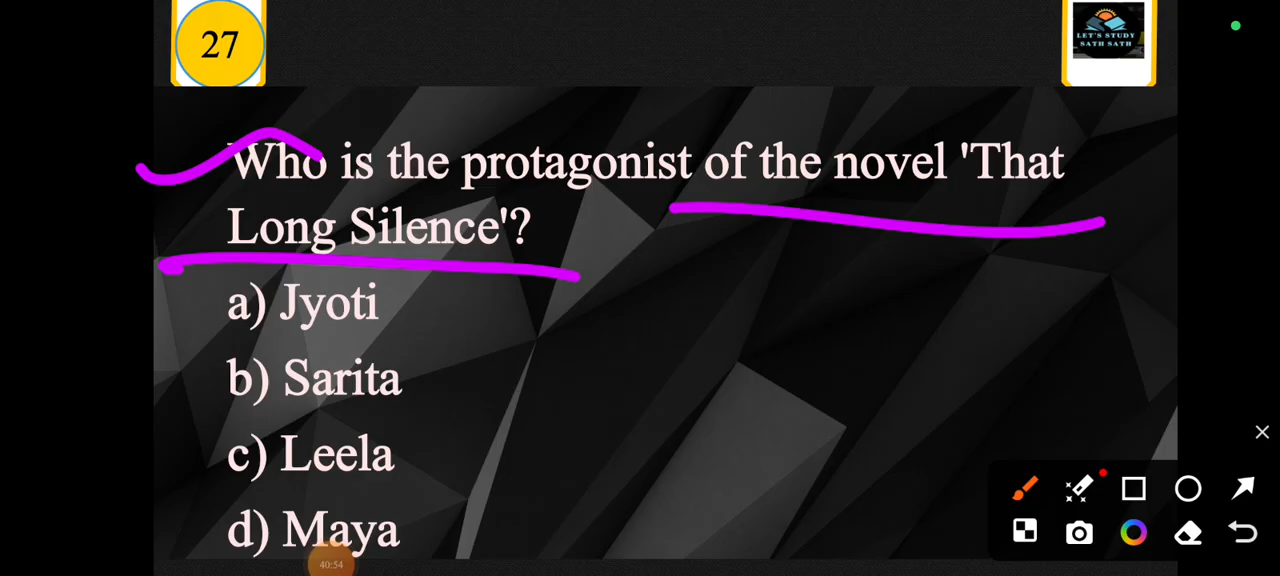 27
LET'S STUDY
SATH SATH
Who is the protagonist of the novel 'That
Long Silence'?
a) Jyoti
b) Sarita
c) Leela
d) Maya
40:54